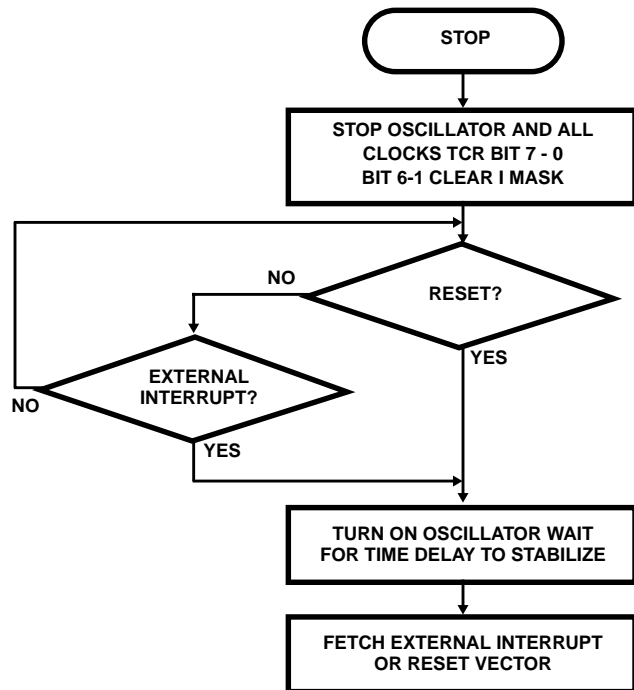 STOP
STOP OSCILLATOR AND ALL
CLOCKS TCR BIT 7 - 0
BIT 6-1 CLEAR I MASK
NO
RESET?
YES
EXTERNAL
INTERRUPT?
NO
YES
TURN ON OSCILLATOR WAIT
FOR TIME DELAY TO STABILIZE
FETCH EXTERNAL INTERRUPT
OR RESET VECTOR